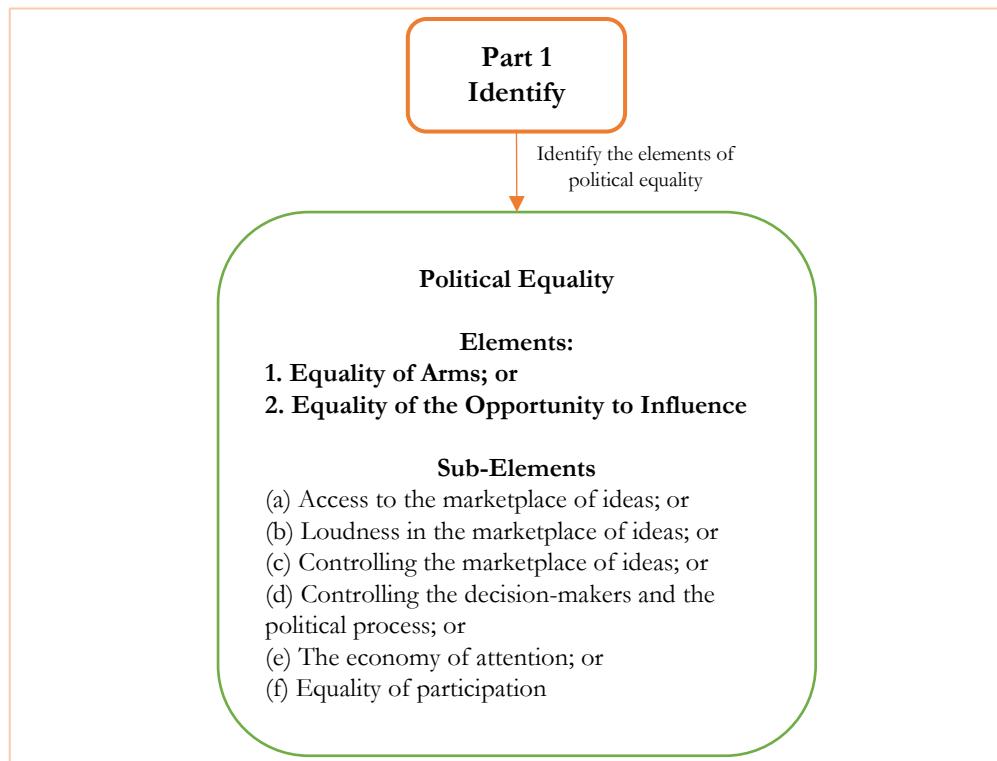 Part 1
Identify
Identify the elements of
political equality
Political Equality
Elements:
1. Equality of Arms; or
2. Equality of the Opportunity to Influence
Sub-Elements
(a) Access to the marketplace of ideas; or
(b) Loudness in the marketplace of ideas; or
(c) Controlling the marketplace of ideas; or
(d) Controlling the decision-makers and the
political process; or
(e) The economy of attention; or
(f) Equality of participation